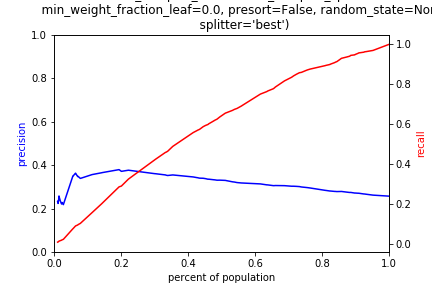 min_weight_fraction_leaf=0.0, presort=False, random_state=
splitter='best')
1.0
0.8
0.6
0.4
0.2
0.0
precision
1.0
0.8
0.6
0.4
0.2
0.0
recall
0.0 0.2 0.4 0.6 0.8 1.0
percent of population